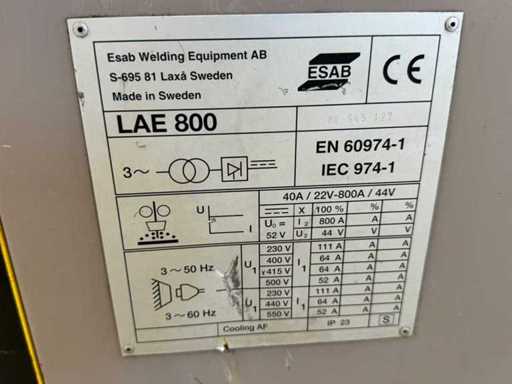 Esab Welding Equipment AB
S-695 81 Laxå Sweden
Made in Sweden
ESAB
CE
LAE 800
EN 60974-1
IEC 974-1
3~
40A / 22V-800A / 44V
X 100 % % %
U₀ = I₂ 800 A A A
52 V U₂ 44 V V V
U
I
3~50 Hz
U₁
230 V I₁ 111 A A A
400 V 64 A A A
415 V 64 A A A
500 V 52 A A A
3~60 Hz
U₁
230 V I₁ 111 A A A
440 V 64 A A A
550 V 52 A A A
Cooling AF
IP 23
S